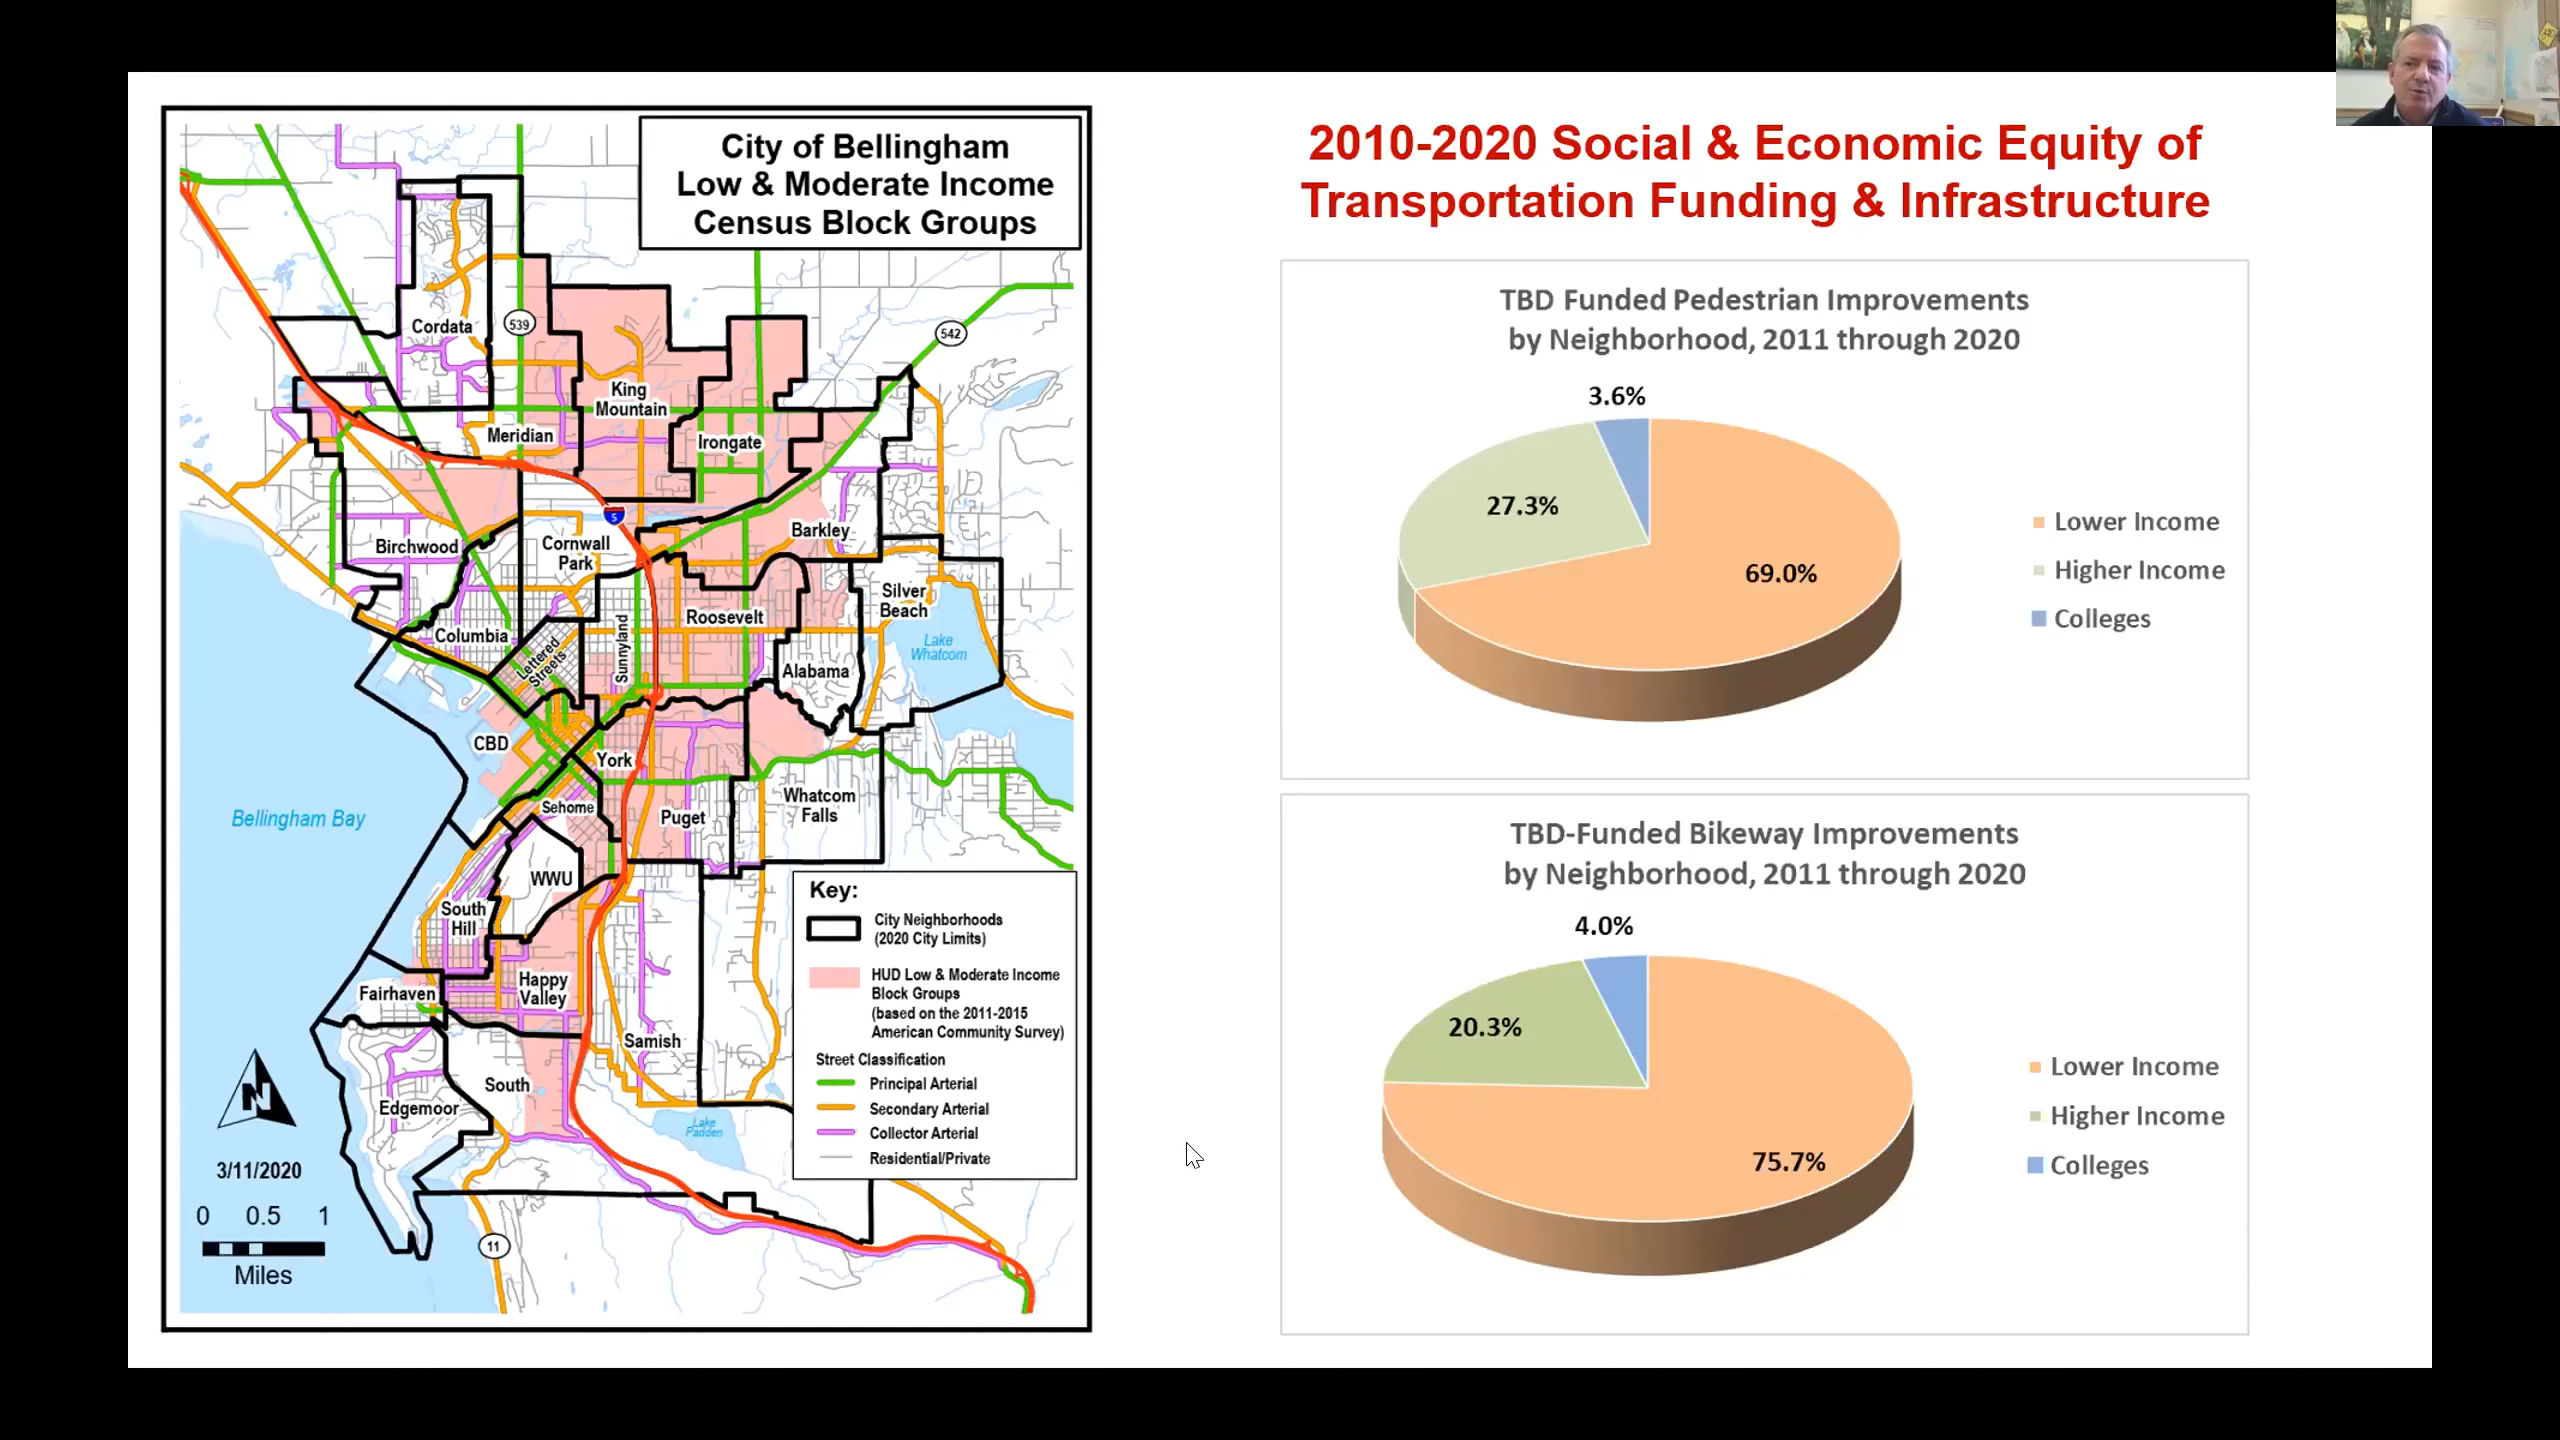 City of Bellingham
Low & Moderate Income
Census Block Groups
539
542
Cordata
King
Mountain
Meridian
Irongate
5
Birchwood
Cornwall
Park
Barkley
Silver
Beach
Columbia
Lettered
Streets
Sunnyland
Roosevelt
Lake
Whatcom
Alabama
CBD
York
Bellingham Bay
Sehome
Puget
Whatcom
Falls
WWU
South
Hill
Happy
Valley
Fairhaven
Samish
South
Edgemoor
Lake
Padden
N
3/11/2020
0 0.5 1
Miles
11
Key:
City Neighborhoods
(2020 City Limits)
HUD Low & Moderate Income
Block Groups
(based on the 2011-2015
American Community Survey)
Street Classification
Principal Arterial
Secondary Arterial
Collector Arterial
Residential/Private
2010-2020 Social & Economic Equity of
Transportation Funding & Infrastructure
TBD Funded Pedestrian Improvements
by Neighborhood, 2011 through 2020
3.6%
27.3%
69.0%
Lower Income
Higher Income
Colleges
TBD-Funded Bikeway Improvements
by Neighborhood, 2011 through 2020
4.0%
20.3%
75.7%
Lower Income
Higher Income
Colleges